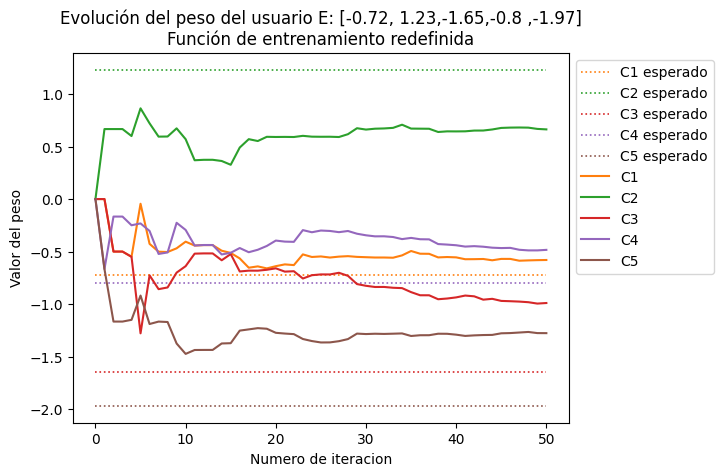 Evolución del peso del usuario E: [-0.72, 1.23,-1.65,-0.8 ,-1.97]
Función de entrenamiento redefinida
Valor del peso
1.0
0.5
0.0
−0.5
−1.0
−1.5
−2.0
0
10
20
30
40
50
Numero de iteracion
C1 esperado
C2 esperado
C3 esperado
C4 esperado
C5 esperado
C1
C2
C3
C4
C5